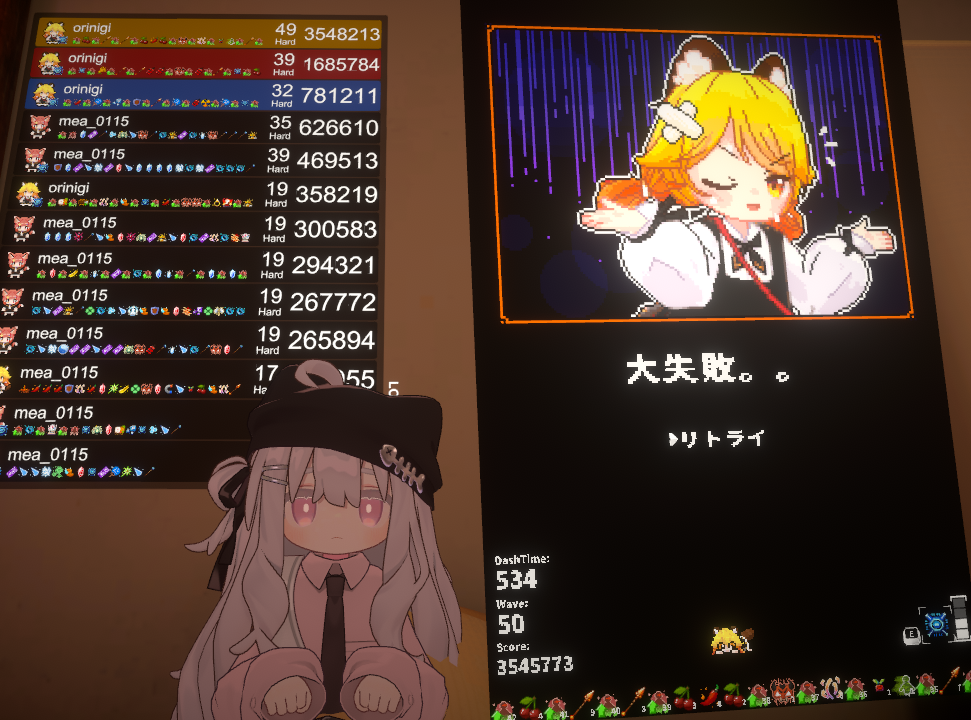 orinigi 49 Hard 3548213
orinigi 39 Hard 1685784
orinigi 32 Hard 781211
mea_0115 35 Hard 626610
mea_0115 39 Hard 469513
orinigi 19 Hard 358219
mea_0115 19 Hard 300583
mea_0115 19 Hard 294321
mea_0115 19 Hard 267772
mea_0115 19 Hard 265894
mea_0115 17
mea_0115
mea_0115
大失敗。。
リトライ
DashTime:
534
Wave:
50
Score:
3545773
E